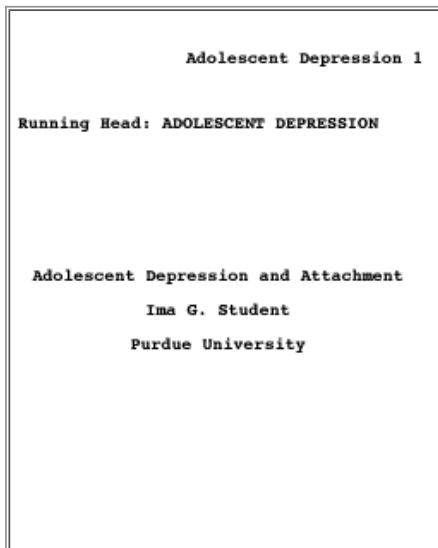 Adolescent Depression 1
Running Head: ADOLESCENT DEPRESSION
Adolescent Depression and Attachment
Ima G. Student
Purdue University